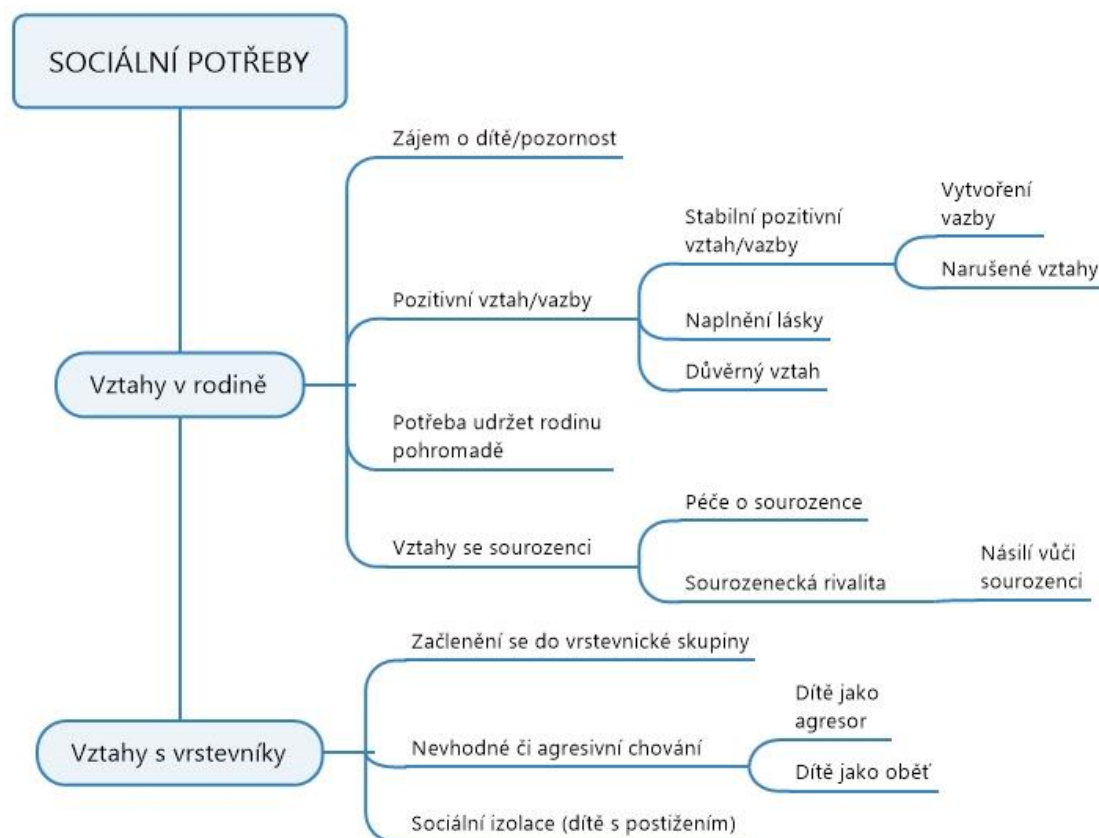 SOCIÁLNÍ POTŘEBY
Zájem o dítě/pozornost
Vytvoření
vazby
Stabilní pozitivní
vztah/vazby
Narušené vztahy
Pozitivní vztah/vazby
Naplnění lásky
Důvěrný vztah
Vztahy v rodině
Potřeba udržet rodinu
pohromadě
Péče o sourozence
Vztahy se sourozenci
Násilí vůči
sourozenci
Sourozenecká rivalita
Začlenění se do vrstevnické skupiny
Dítě jako
agresor
Vztahy s vrstevníky
Nevhodné či agresivní chování
Dítě jako oběť
Sociální izolace (dítě s postižením)